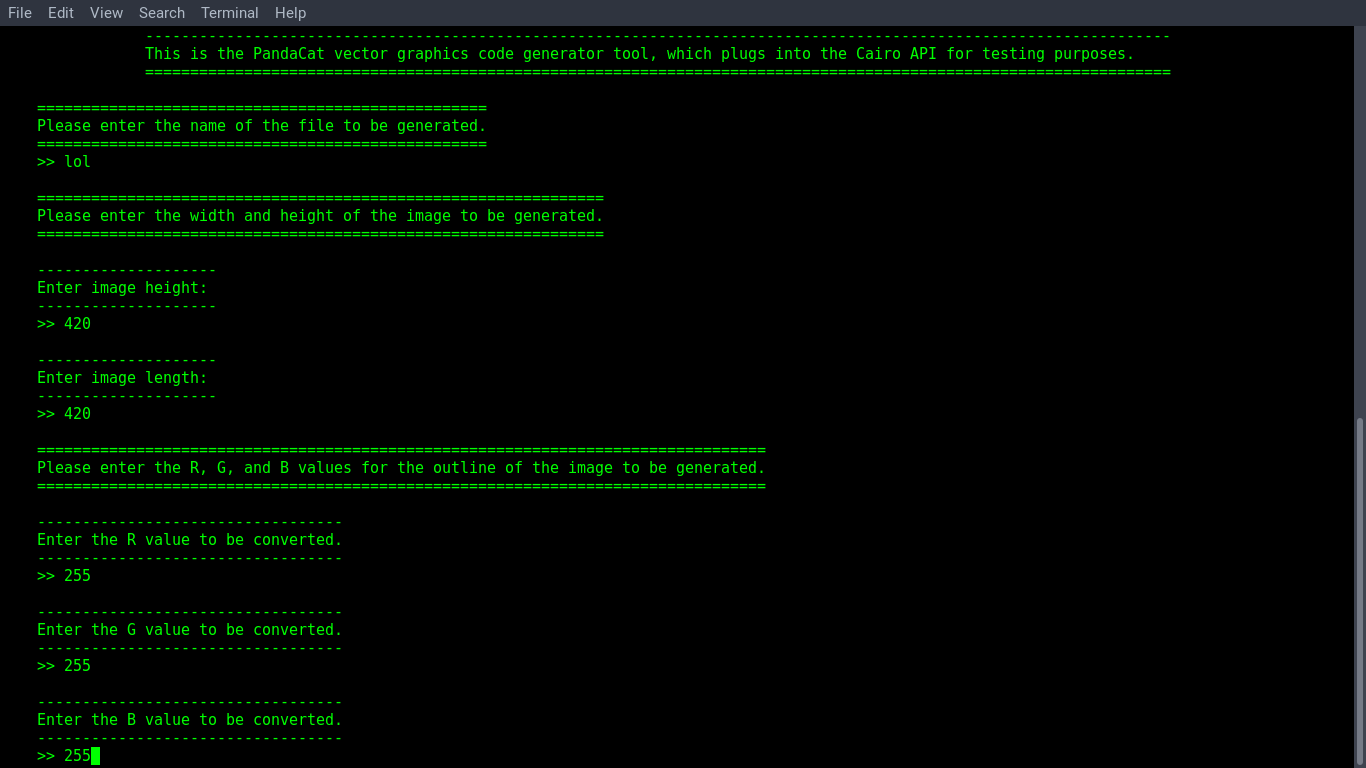 File Edit View Search Terminal Help
------------------------------------------------------------------------------------------------------------------
This is the PandaCat vector graphics code generator tool, which plugs into the Cairo API for testing purposes.
==================================================================================================================
==================================================
Please enter the name of the file to be generated.
==================================================
>> lol
===============================================================
Please enter the width and height of the image to be generated.
===============================================================
--------------------
Enter image height:
--------------------
>> 420
--------------------
Enter image length:
--------------------
>> 420
=================================================================================
Please enter the R, G, and B values for the outline of the image to be generated.
=================================================================================
----------------------------------
Enter the R value to be converted.
----------------------------------
>> 255
----------------------------------
Enter the G value to be converted.
----------------------------------
>> 255
----------------------------------
Enter the B value to be converted.
----------------------------------
>> 255